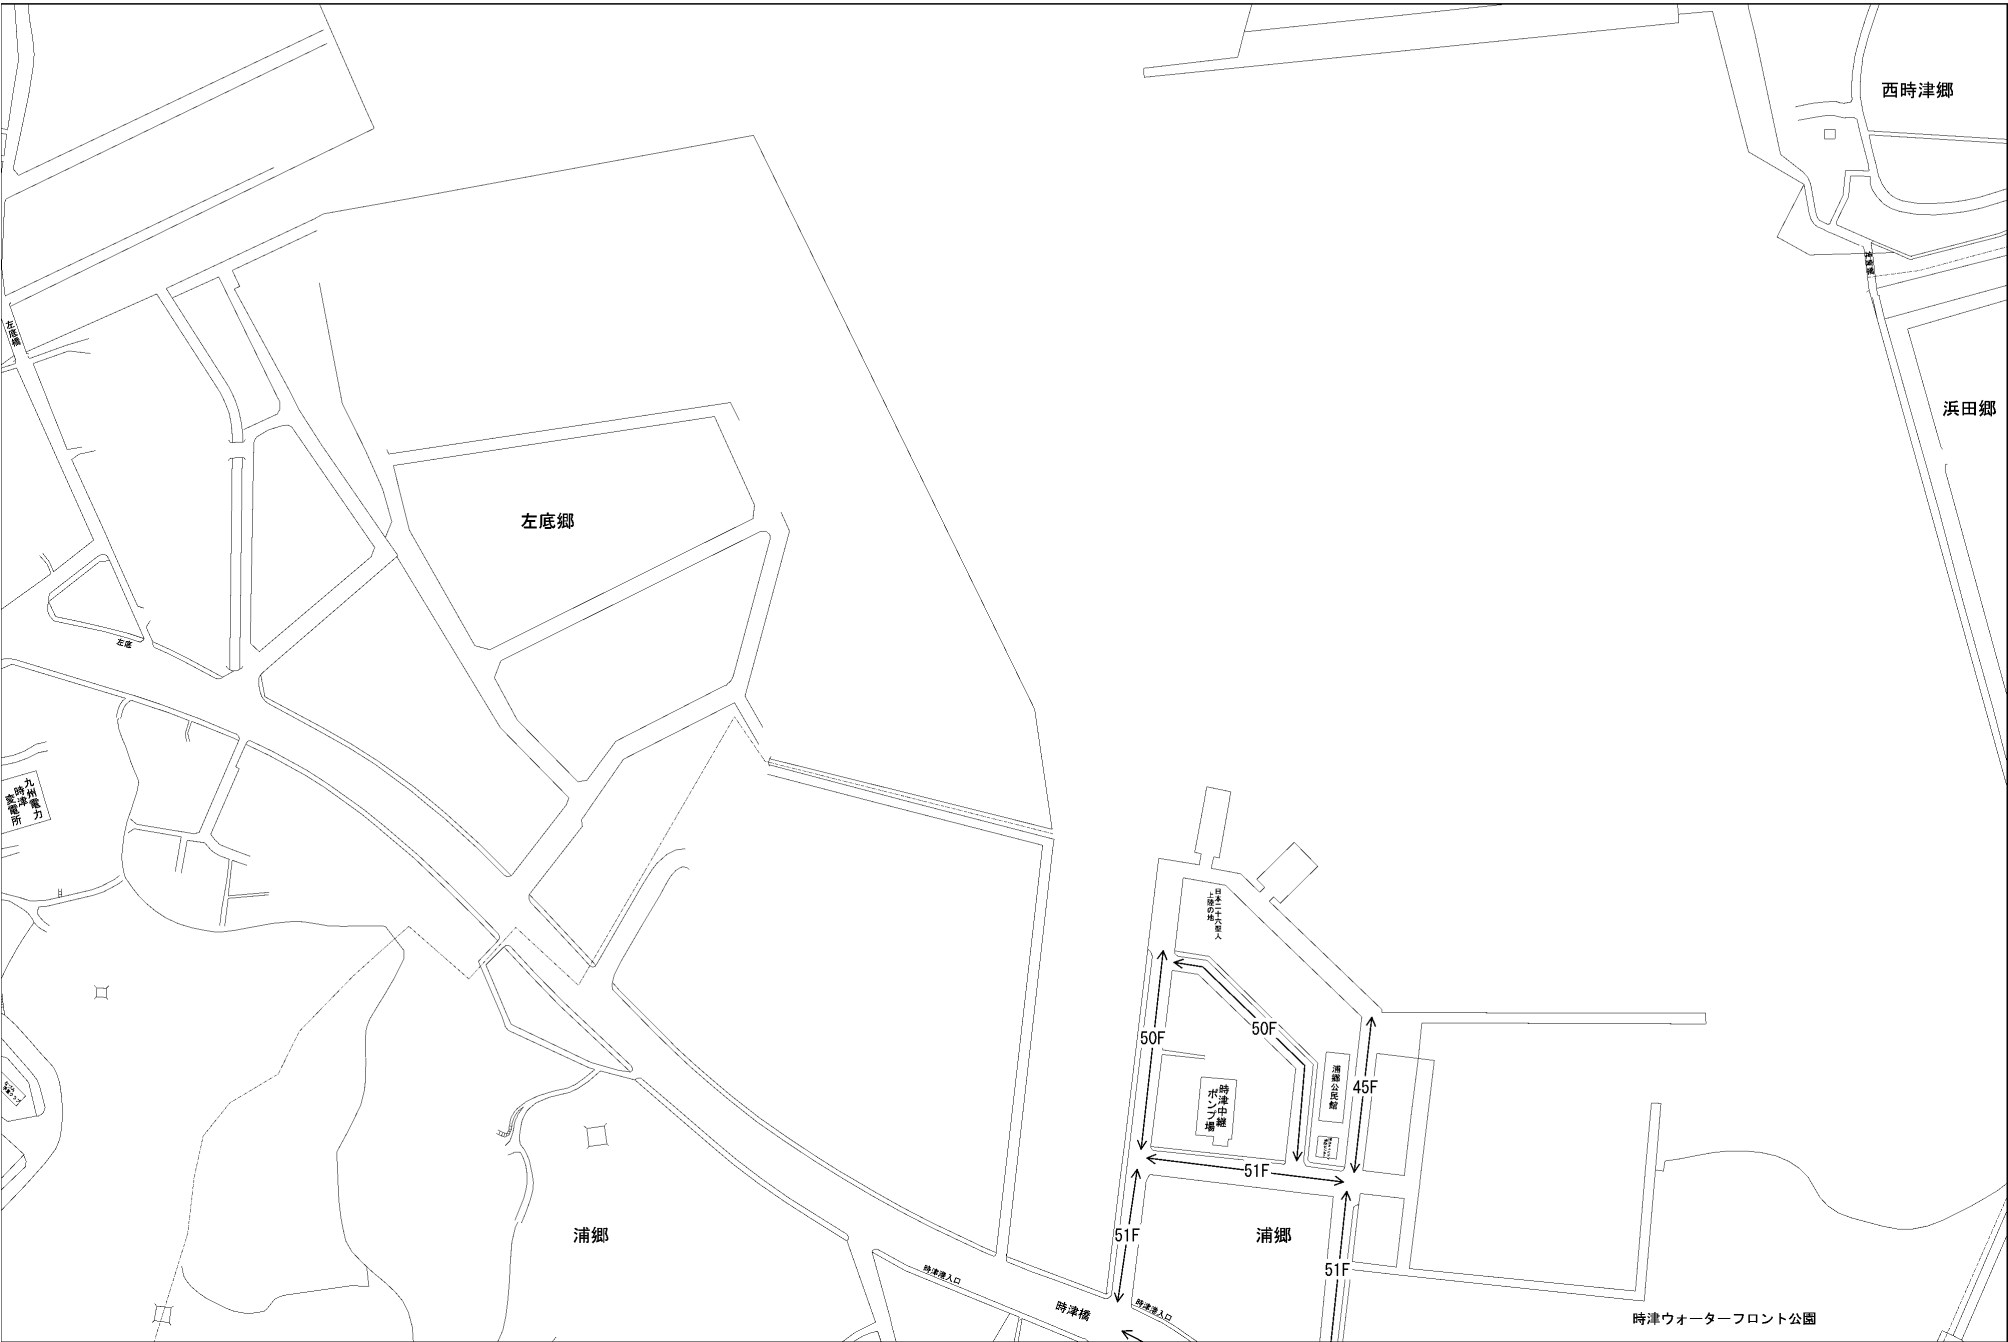 西時津郷
左底橋
浜田郷
左底郷
左底
九州電力
時津
変電所
日本二十六聖人
上陸の地
50F
50F
浦郷公民館
45F
時津中継
ポンプ場
51F
51F
浦郷
浦郷
51F
時津港入口
時津橋
時津港入口
時津ウォーターフロント公園